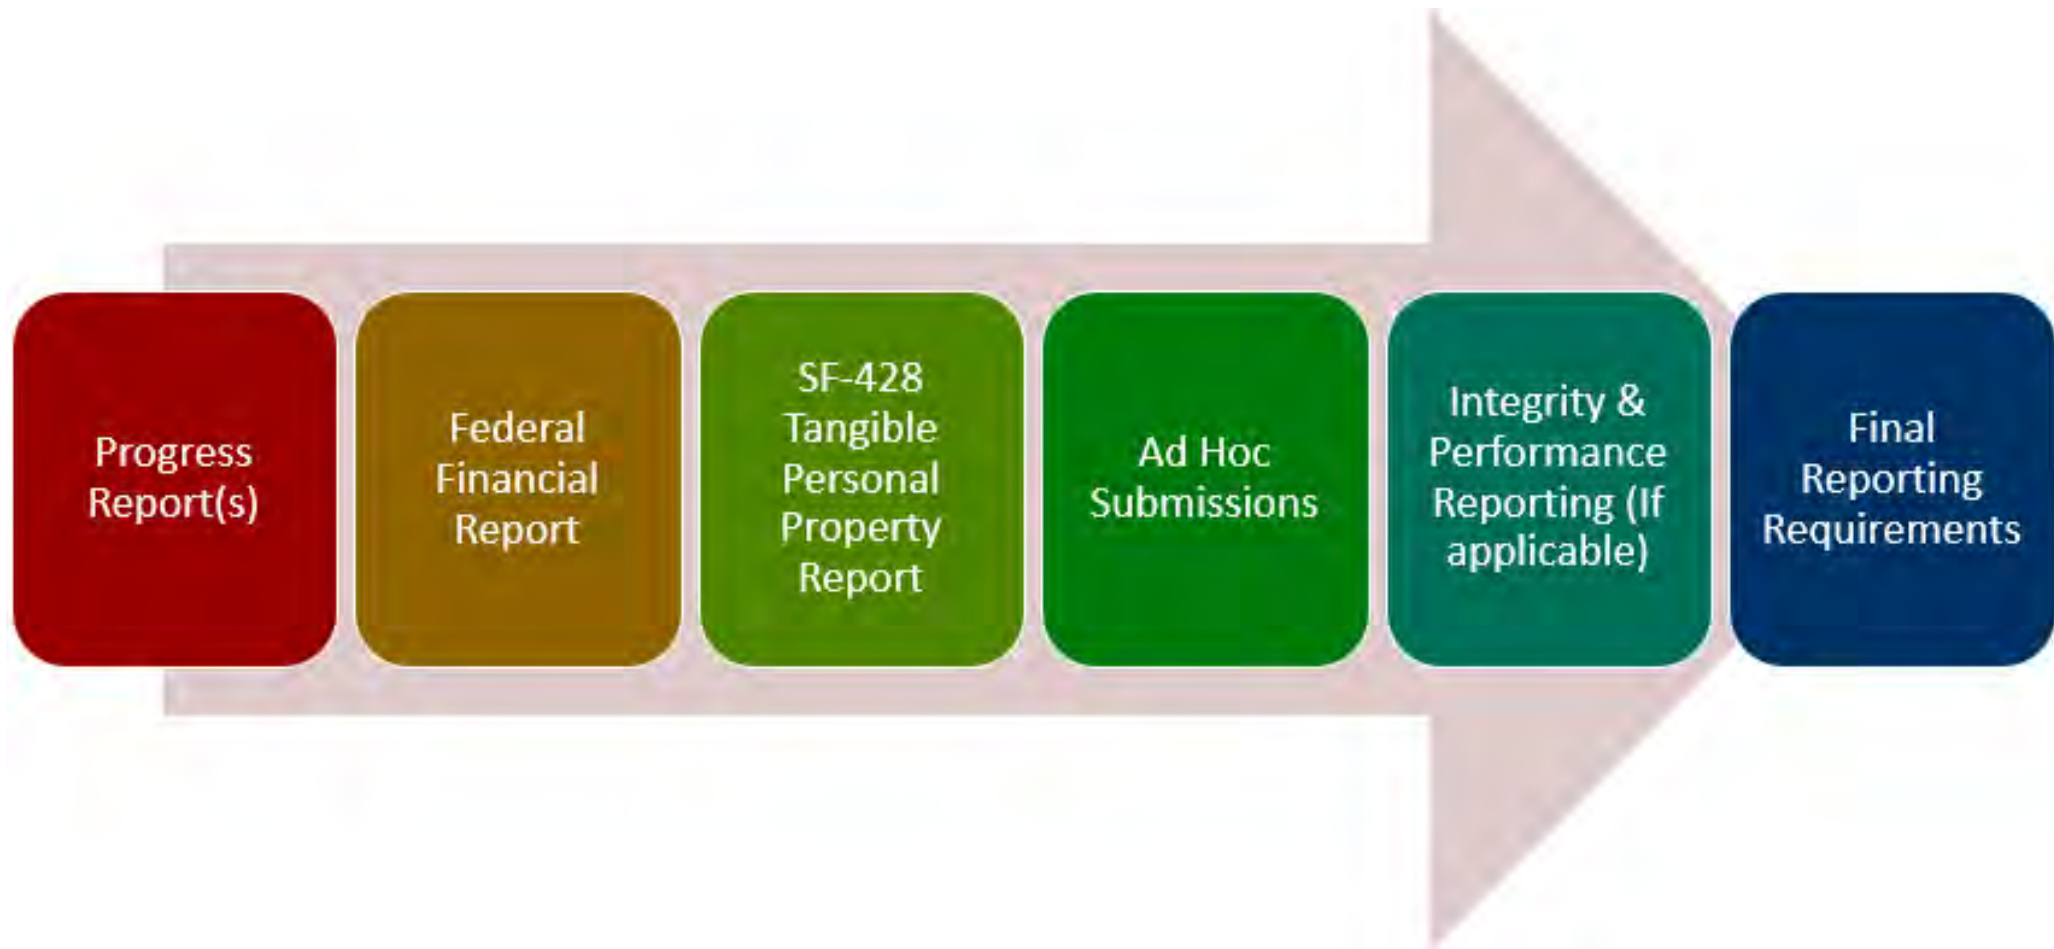 Progress
Report(s)
Federal
Financial
Report
SF-428
Tangible
Personal
Property
Report
Ad Hoc
Submissions
Integrity &
Performance
Reporting (If
applicable)
Final
Reporting
Requirements